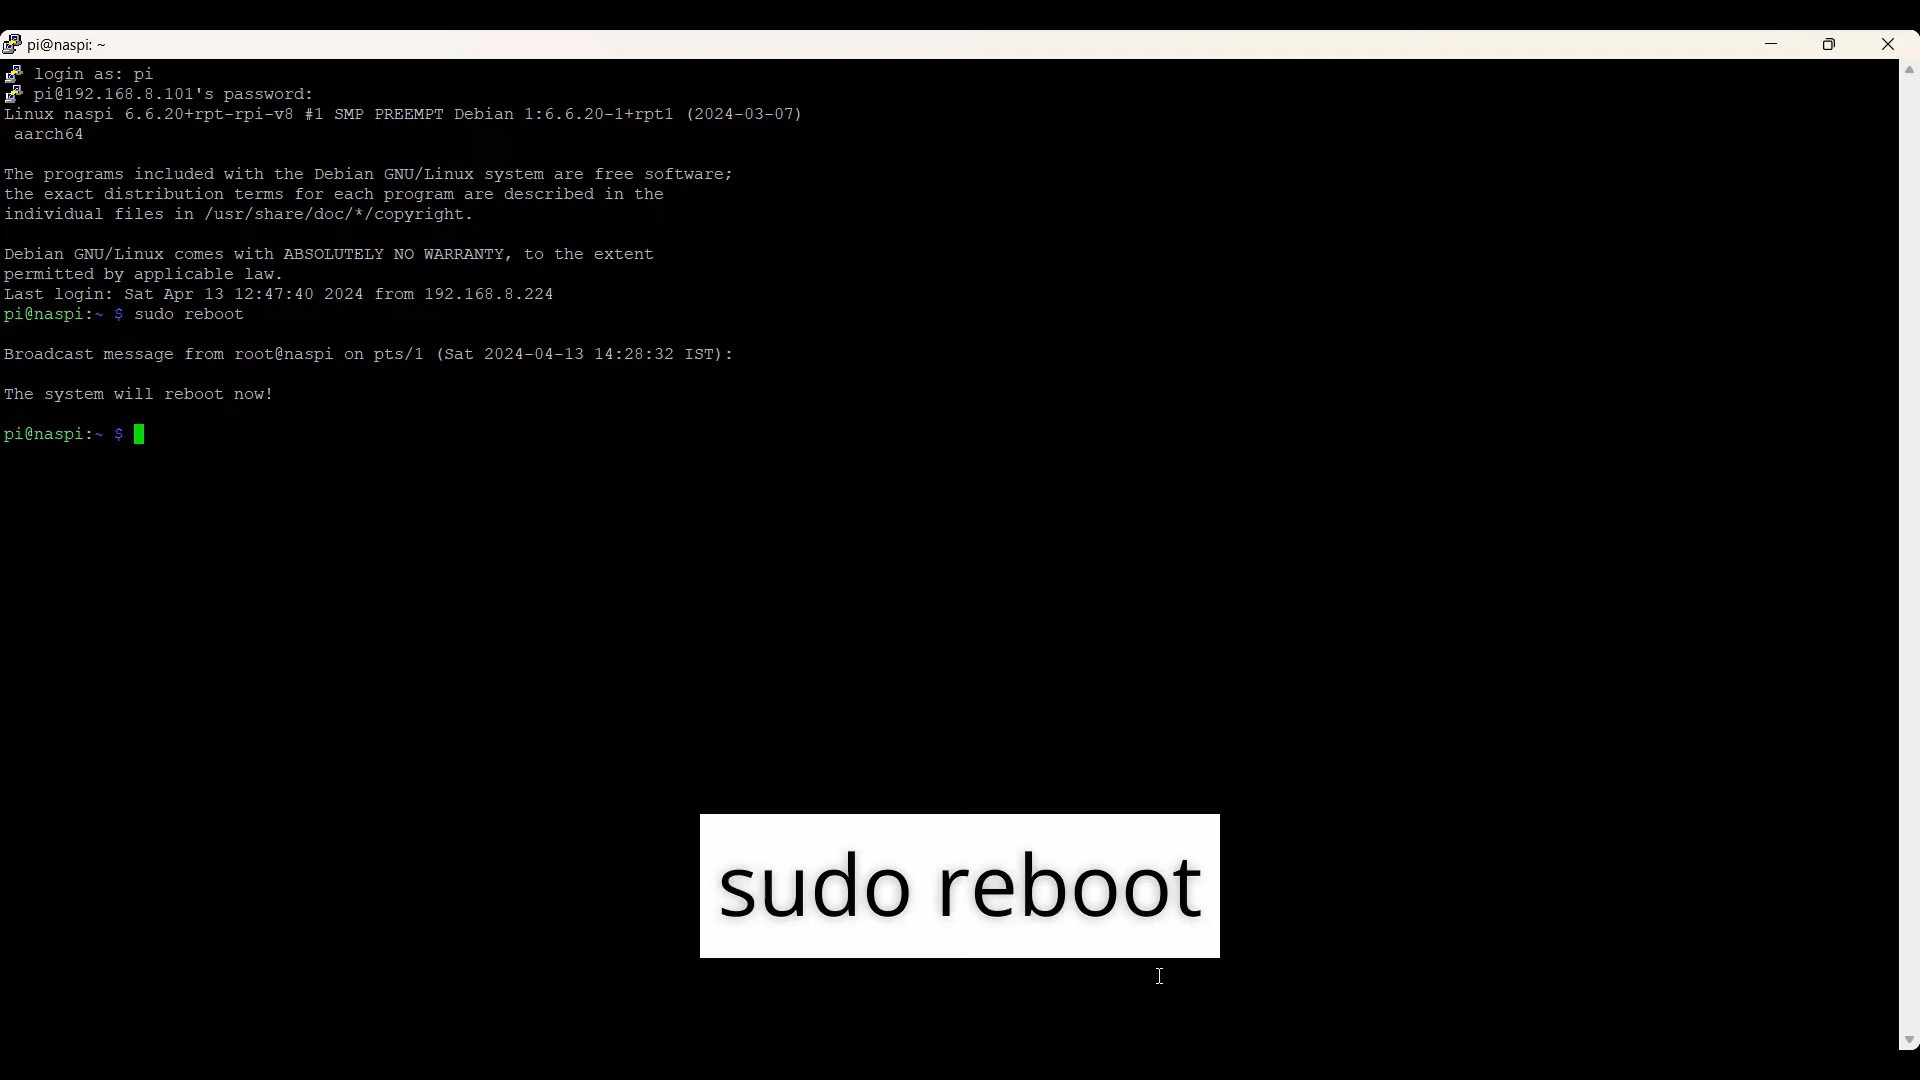 pi@naspi: ~
login as: pi
pi@192.168.8.101's password:
Linux naspi 6.6.20+rpt-rpi-v8 #1 SMP PREEMPT Debian 1:6.6.20-1+rpt1 (2024-03-07)
aarch64
The programs included with the Debian GNU/Linux system are free software;
the exact distribution terms for each program are described in the
individual files in /usr/share/doc/*/copyright.
Debian GNU/Linux comes with ABSOLUTELY NO WARRANTY, to the extent
permitted by applicable law.
Last login: Sat Apr 13 12:47:40 2024 from 192.168.8.224
pi@naspi:~ $ sudo reboot
Broadcast message from root@naspi on pts/1 (Sat 2024-04-13 14:28:32 IST):
The system will reboot now!
pi@naspi:~ $
sudo reboot